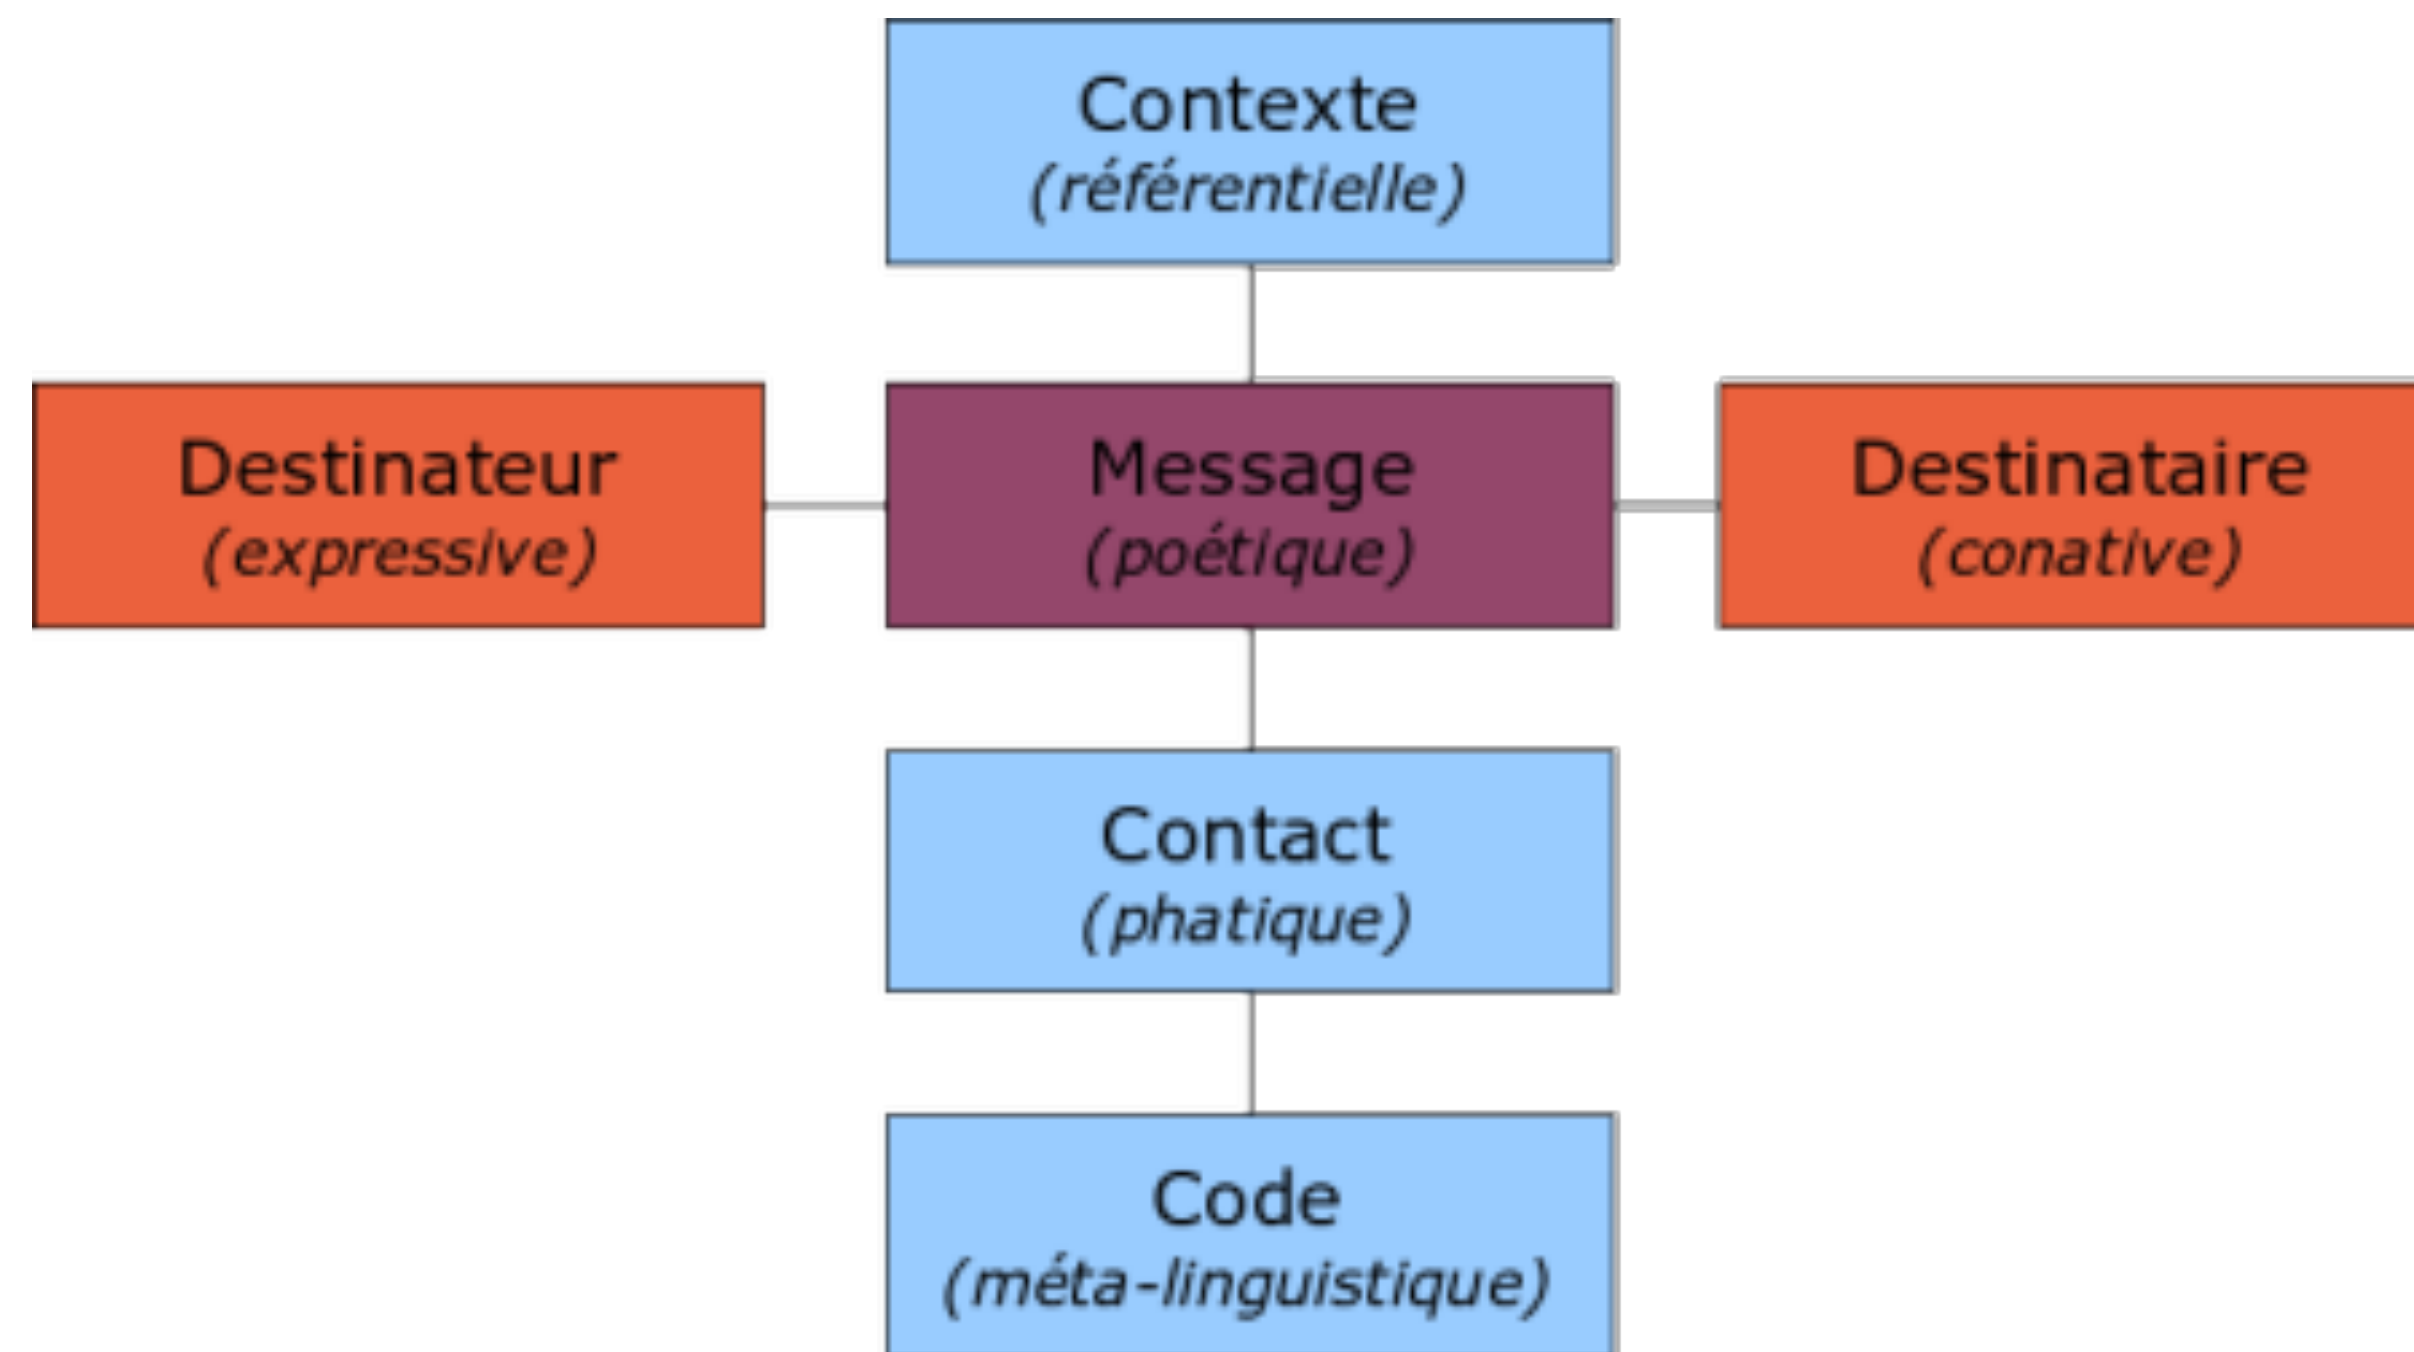 Contexte
(référentielle)
Destinateur
(expressive)
Message
(poétique)
Destinataire
(conative)
Contact
(phatique)
Code
(méta-linguistique)